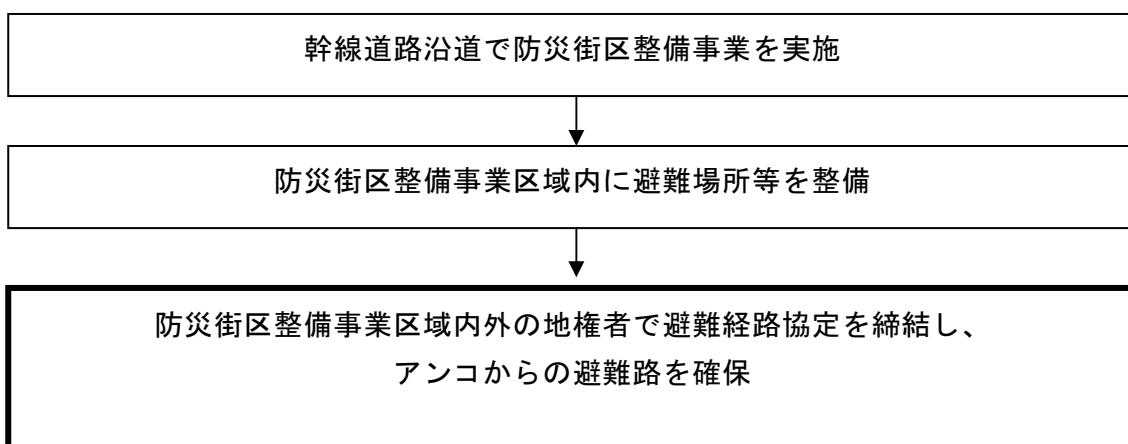 幹線道路沿道で防災街区整備事業を実施
防災街区整備事業区域内に避難場所等を整備
防災街区整備事業区域内外の地権者で避難経路協定を締結し、
アンコからの避難路を確保